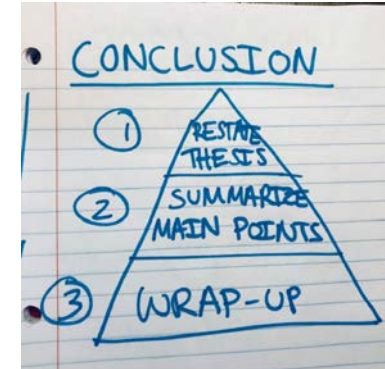 CONCLUSION
1 RESTATE
THESIS
2 SUMMARIZE
MAIN POINTS
3 WRAP-UP